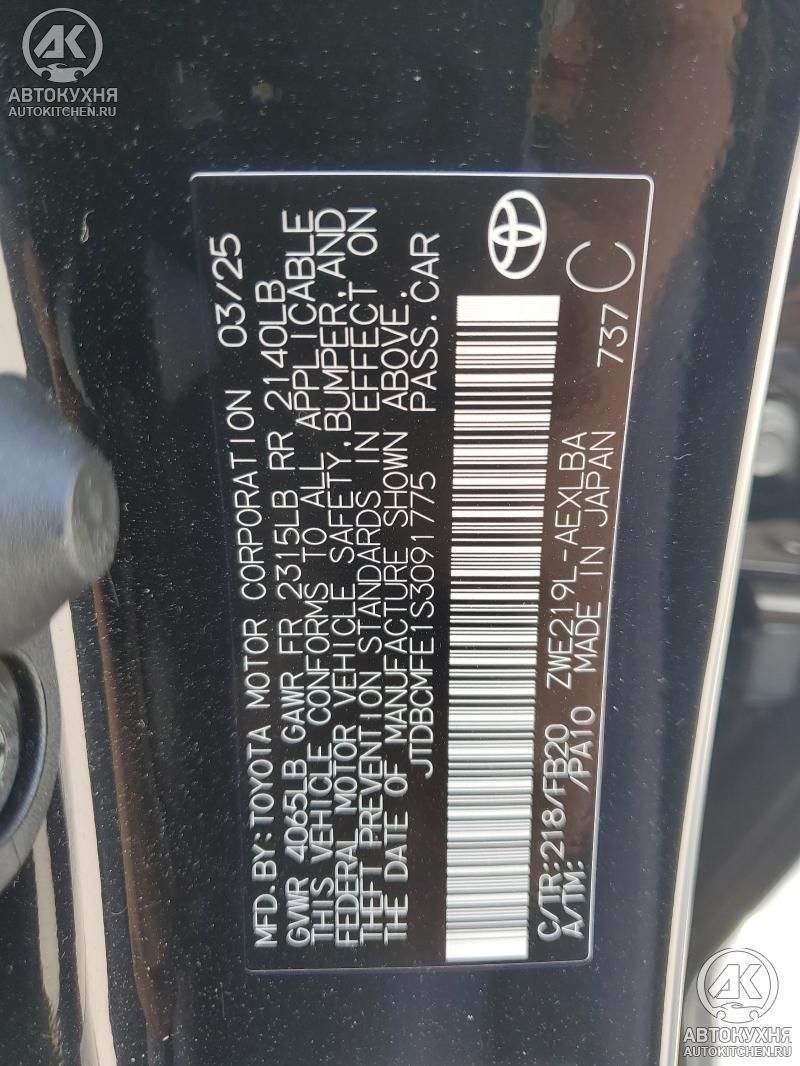 АК
АВТОКУХНЯ
AUTOKITCHEN.RU
MFD.BY:TOYOTA MOTOR CORPORATION 03/25
GVWR 4065LB GAWR FR 2315LB RR 2140LB
THIS VEHICLE CONFORMS TO ALL APPLICABLE
FEDERAL MOTOR VEHICLE SAFETY,BUMPER,AND
THEFT PREVENTION STANDARDS IN EFFECT ON
THE DATE OF MANUFACTURE SHOWN ABOVE.
JTDBCMFE1S3091775 PASS.CAR
C/TR:218/FB20 ZWE219L-AEXLBA
A/TM: /PA10 MADE IN JAPAN 737 C
АК
АВТОКУХНЯ
AUTOKITCHEN.RU